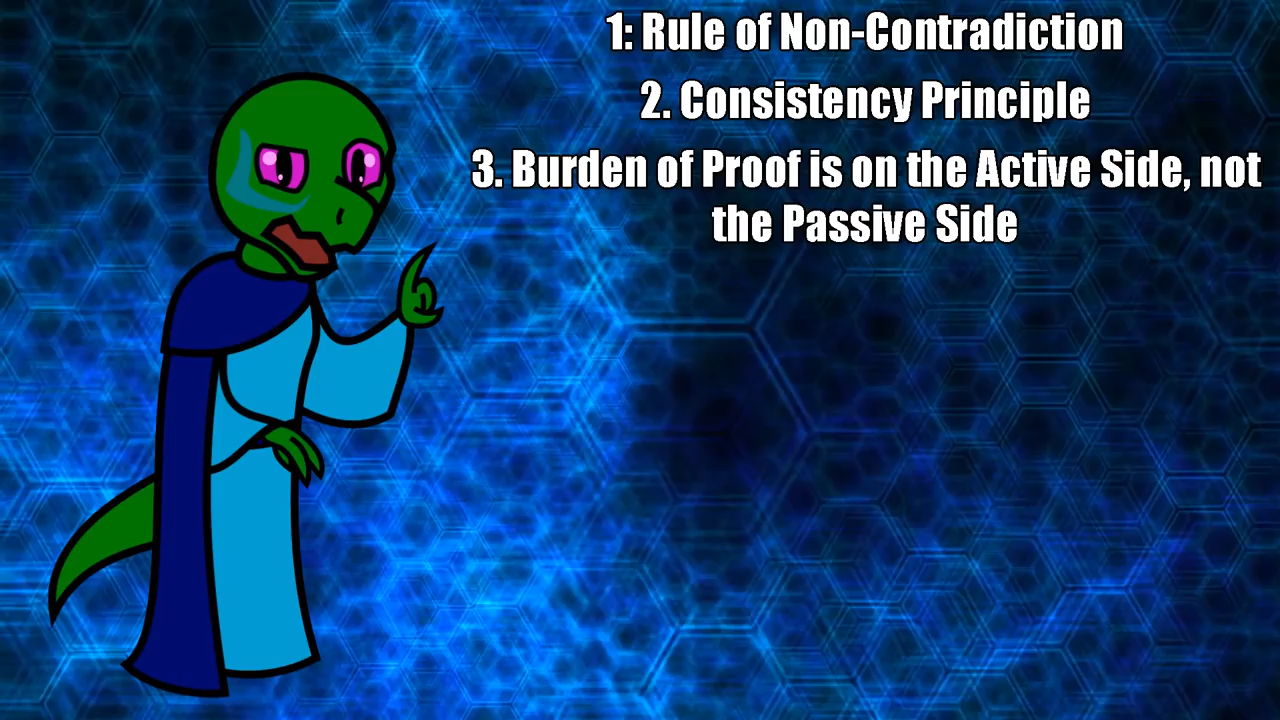 1: Rule of Non-Contradiction
2. Consistency Principle
3. Burden of Proof is on the Active Side, not
the Passive Side